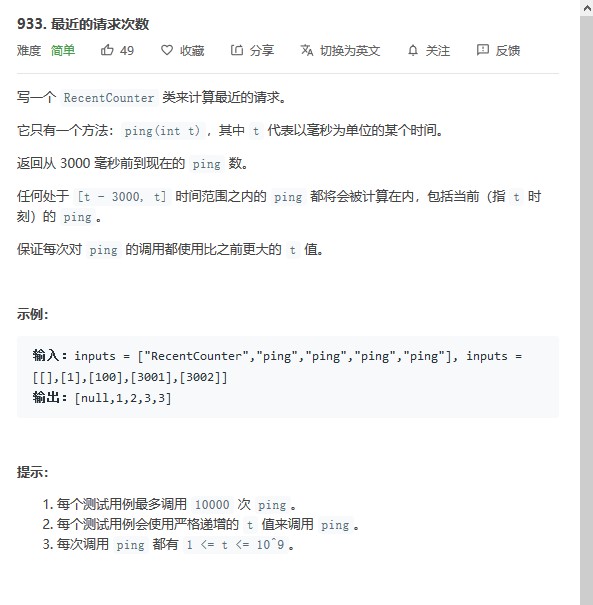 933. 最近的请求次数
难度 简单 49 收藏 分享 切换为英文 关注 反馈
写一个 RecentCounter 类来计算最近的请求。
它只有一个方法：ping(int t)，其中 t 代表以毫秒为单位的某个时间。
返回从 3000 毫秒前到现在的 ping 数。
任何处于 [t - 3000, t] 时间范围之内的 ping 都将会被计算在内，包括当前（指 t 时
刻）的 ping。
保证每次对 ping 的调用都使用比之前更大的 t 值。
示例：
输入：inputs = ["RecentCounter","ping","ping","ping","ping"], inputs =
[[],[1],[100],[3001],[3002]]
输出：[null,1,2,3,3]
提示：
1. 每个测试用例最多调用 10000 次 ping。
2. 每个测试用例会使用严格递增的 t 值来调用 ping。
3. 每次调用 ping 都有 1 <= t <= 10^9。